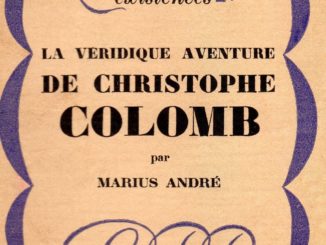 LA VERIDIQUE AVENTURE
DE CHRISTOPHE
COLOMB
par
MARIUS ANDRÉ